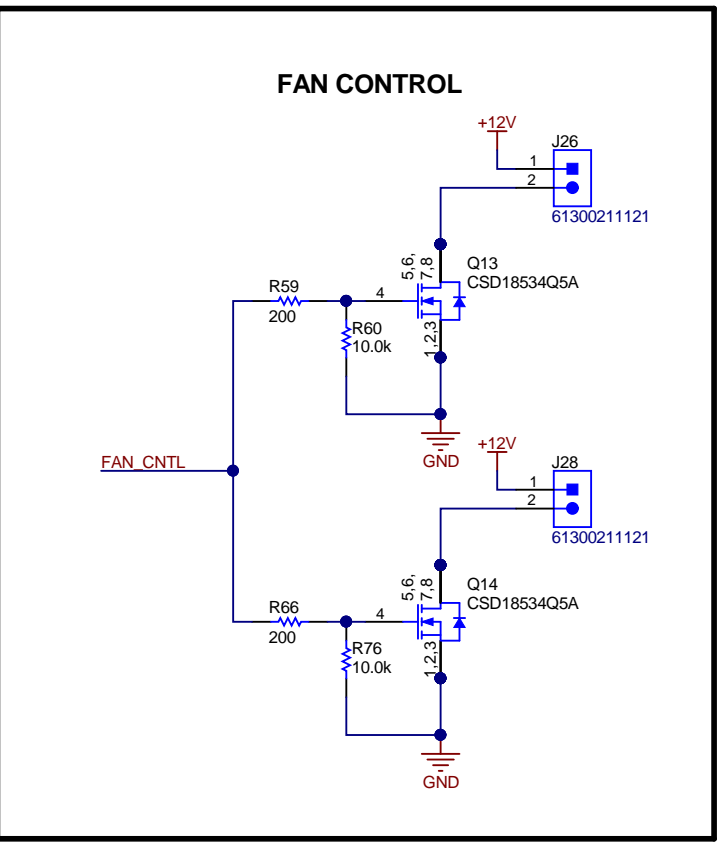 FAN CONTROL
+12V
J26
1
2
61300211121
5,6,
7,8
Q13
CSD18534Q5A
R59
200
4
R60
10.0k
1,2,3
GND
FAN_CNTL
+12V
J28
1
2
61300211121
5,6,
7,8
Q14
CSD18534Q5A
R66
200
4
R76
10.0k
1,2,3
GND